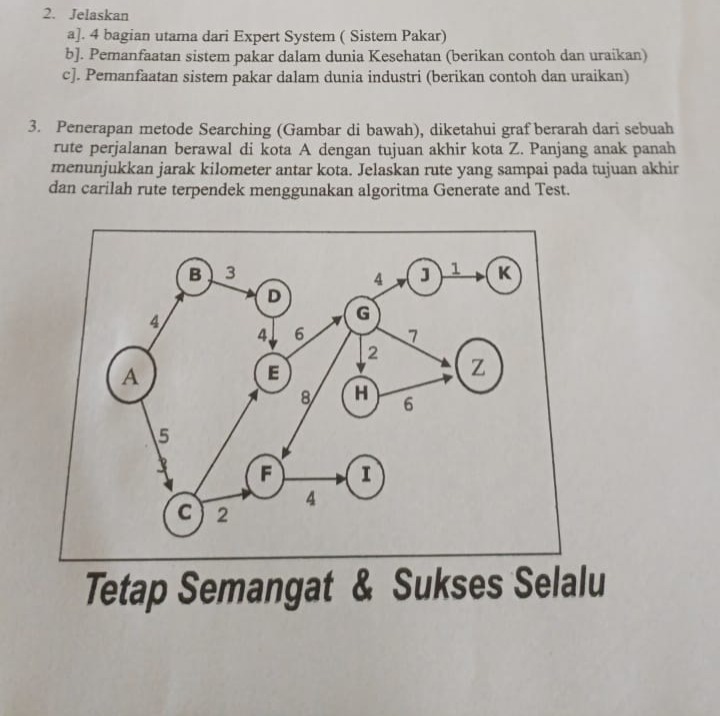 2. Jelaskan
a]. 4 bagian utama dari Expert System ( Sistem Pakar)
b]. Pemanfaatan sistem pakar dalam dunia Kesehatan (berikan contoh dan uraikan)
c]. Pemanfaatan sistem pakar dalam dunia industri (berikan contoh dan uraikan)
3. Penerapan metode Searching (Gambar di bawah), diketahui graf berarah dari sebuah
rute perjalanan berawal di kota A dengan tujuan akhir kota Z. Panjang anak panah
menunjukkan jarak kilometer antar kota. Jelaskan rute yang sampai pada tujuan akhir
dan carilah rute terpendek menggunakan algoritma Generate and Test.
B 3 4 J 1 K
D
4 G
4 6 7
2
A E Z
8 H 6
5
3 F I
4
C 2
Tetap Semangat & Sukses Selalu